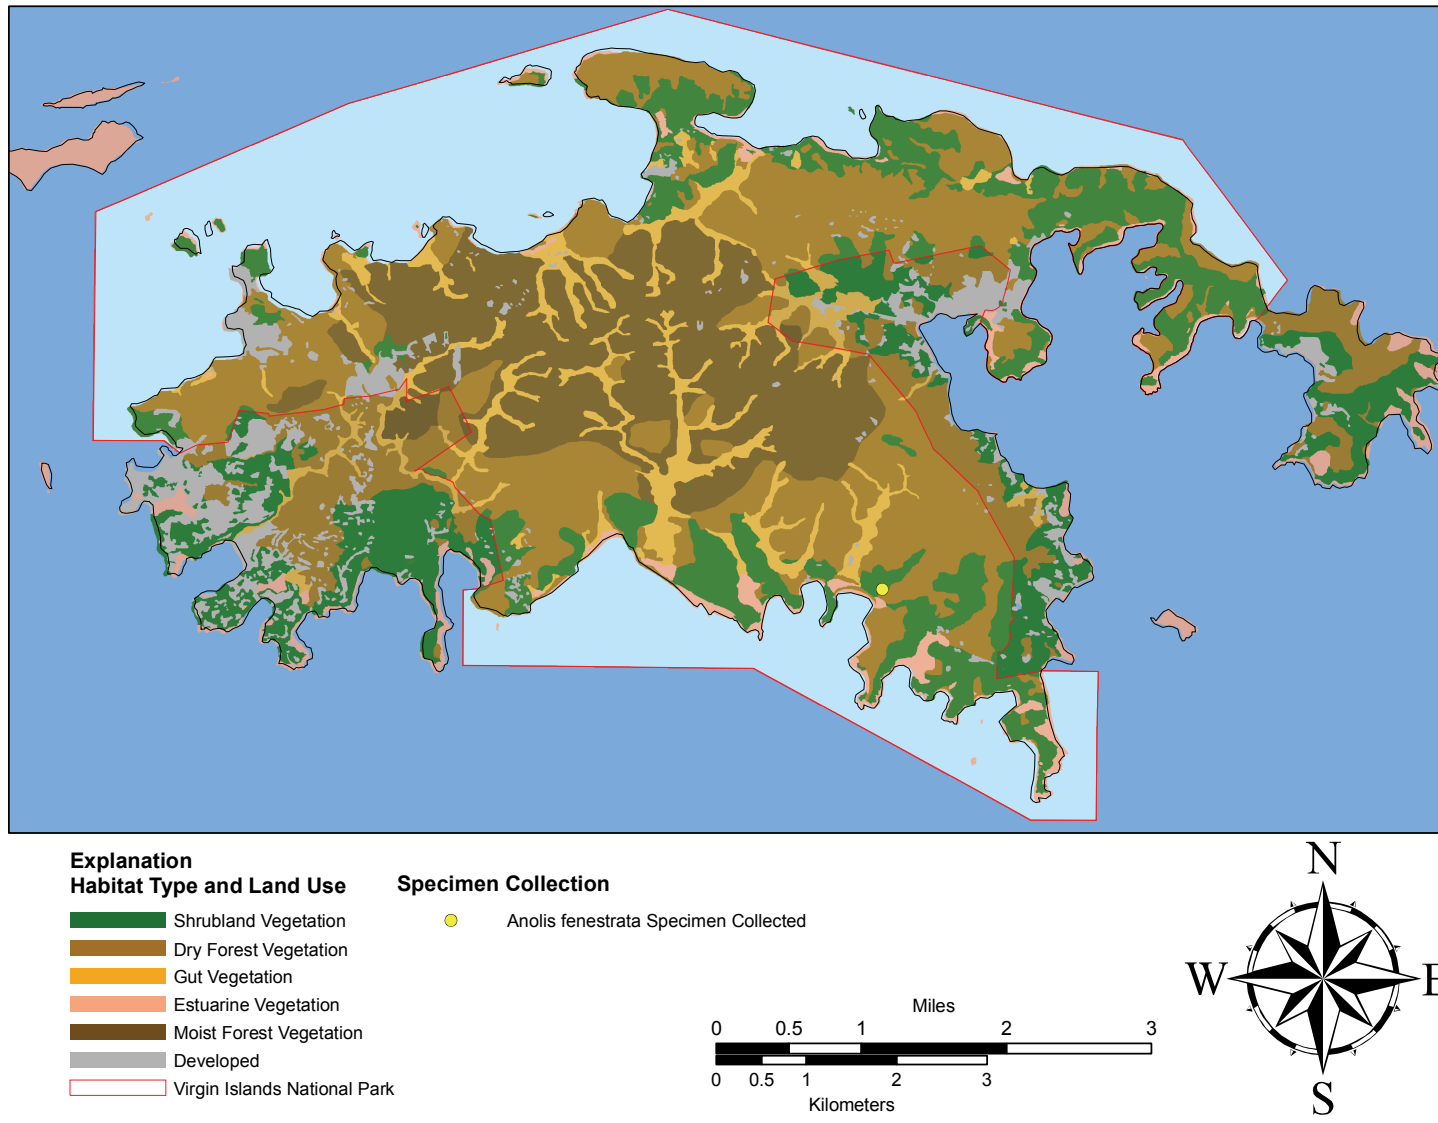 Explanation
Habitat Type and Land Use
Shrubland Vegetation
Dry Forest Vegetation
Gut Vegetation
Estuarine Vegetation
Moist Forest Vegetation
Developed
Virgin Islands National Park
Specimen Collection
Anolis fenestrata Specimen Collected
Miles
0 0.5 1 2 3
0 0.5 1 2 3
Kilometers
N
W E
S